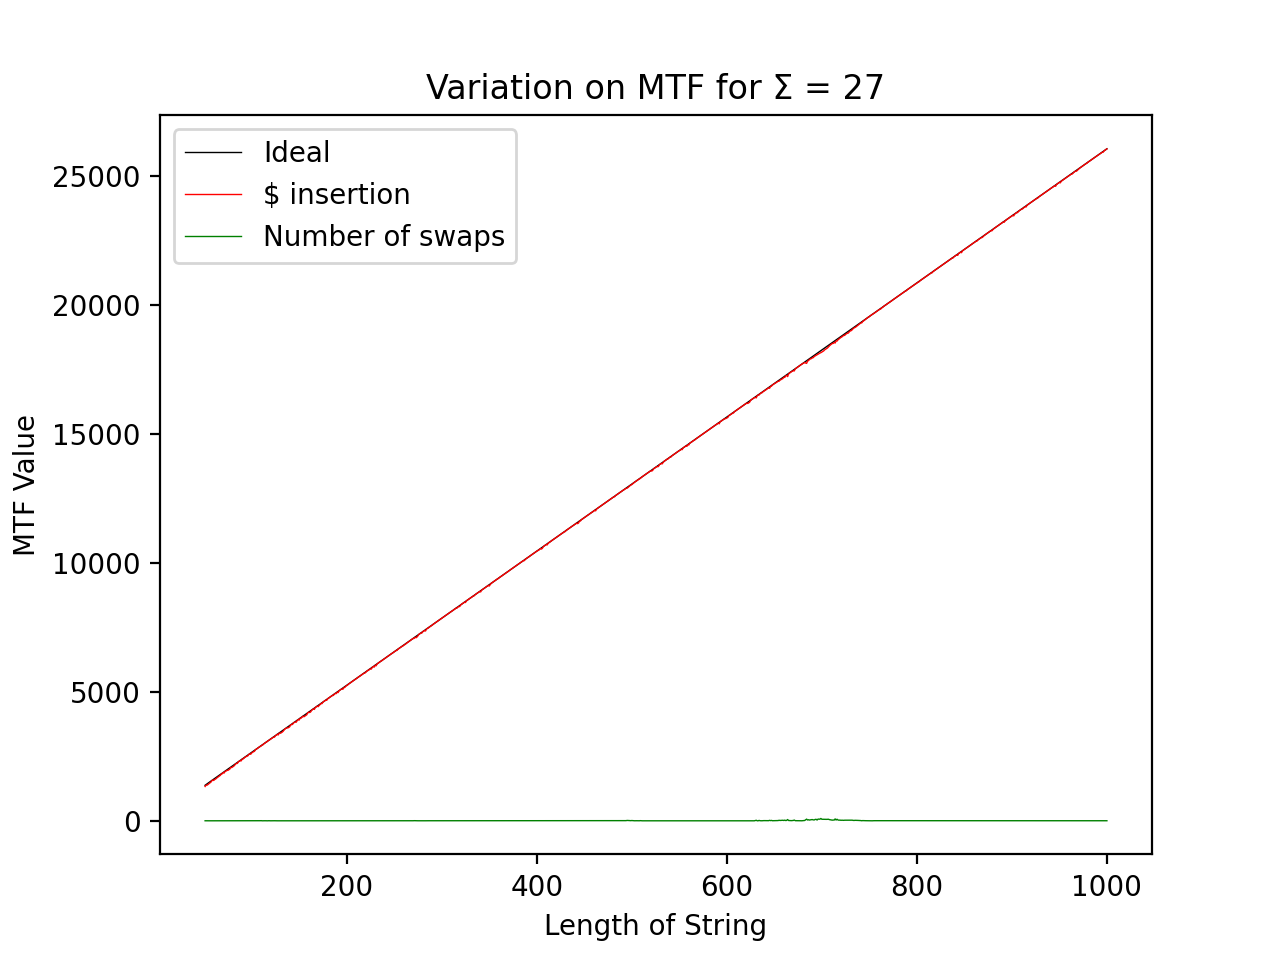 Variation on MTF for Σ = 27
Ideal
$ insertion
Number of swaps
MTF Value
25000
20000
15000
10000
5000
0
200
400
600
800
1000
Length of String